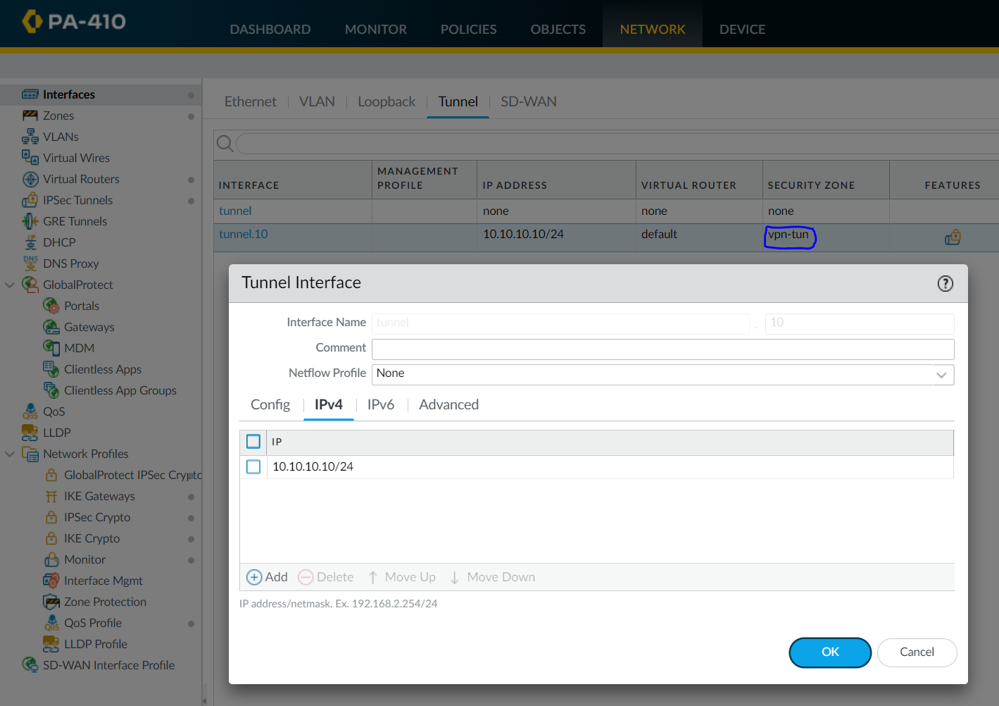 PA-410
DASHBOARD MONITOR POLICIES OBJECTS NETWORK DEVICE
Interfaces
Zones
VLANs
Virtual Wires
Virtual Routers
IPSec Tunnels
GRE Tunnels
DHCP
DNS Proxy
GlobalProtect
Portals
Gateways
MDM
Clientless Apps
Clientless App Groups
QoS
LLDP
Network Profiles
GlobalProtect IPSec Crypto
IKE Gateways
IPSec Crypto
IKE Crypto
Monitor
Interface Mgmt
Zone Protection
QoS Profile
LLDP Profile
SD-WAN Interface Profile
Ethernet VLAN Loopback Tunnel SD-WAN
INTERFACE MANAGEMENT PROFILE IP ADDRESS VIRTUAL ROUTER SECURITY ZONE FEATURES
tunnel none none none
tunnel.10 10.10.10.10/24 default vpn-tun
Tunnel Interface
?
Interface Name tunnel . 10
Comment
Netflow Profile None
Config IPv4 IPv6 Advanced
IP
10.10.10.10/24
Add Delete Move Up Move Down
IP address/netmask. Ex. 192.168.2.254/24
OK Cancel